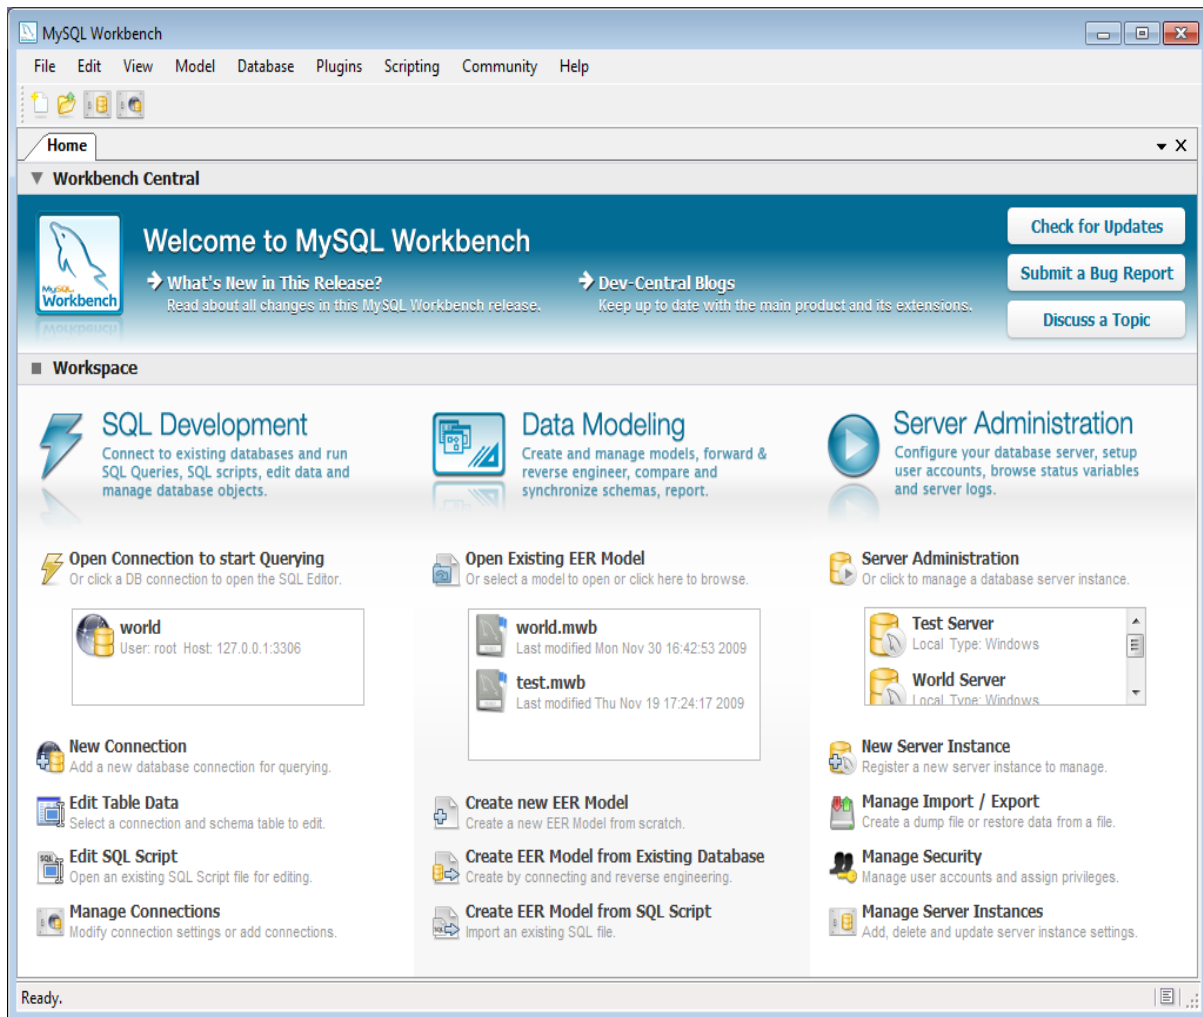 MySQL Workbench
File Edit View Model Database Plugins Scripting Community Help
Home
X
Workbench Central
MySQL
Workbench
Welcome to MySQL Workbench
What's New in This Release?
Read about all changes in this MySQL Workbench release.
Dev-Central Blogs
Keep up to date with the main product and its extensions.
Check for Updates
Submit a Bug Report
Discuss a Topic
Workspace
SQL Development
Connect to existing databases and run
SQL Queries, SQL scripts, edit data and
manage database objects.
Open Connection to start Querying
Or click a DB connection to open the SQL Editor.
world
User: root Host: 127.0.0.1:3306
New Connection
Add a new database connection for querying.
Edit Table Data
Select a connection and schema table to edit.
Edit SQL Script
Open an existing SQL Script file for editing.
Manage Connections
Modify connection settings or add connections.
Data Modeling
Create and manage models, forward &
reverse engineer, compare and
synchronize schemas, report.
Open Existing EER Model
Or select a model to open or click here to browse.
world.mwb
Last modified Mon Nov 30 16:42:53 2009
test.mwb
Last modified Thu Nov 19 17:24:17 2009
Create new EER Model
Create a new EER Model from scratch.
Create EER Model from Existing Database
Create by connecting and reverse engineering.
Create EER Model from SQL Script
Import an existing SQL file.
Server Administration
Configure your database server, setup
user accounts, browse status variables
and server logs.
Server Administration
Or click to manage a database server instance.
Test Server
Local Type: Windows
World Server
Local Type: Windows
New Server Instance
Register a new server instance to manage.
Manage Import / Export
Create a dump file or restore data from a file.
Manage Security
Manage user accounts and assign privileges.
Manage Server Instances
Add, delete and update server instance settings.
Ready.